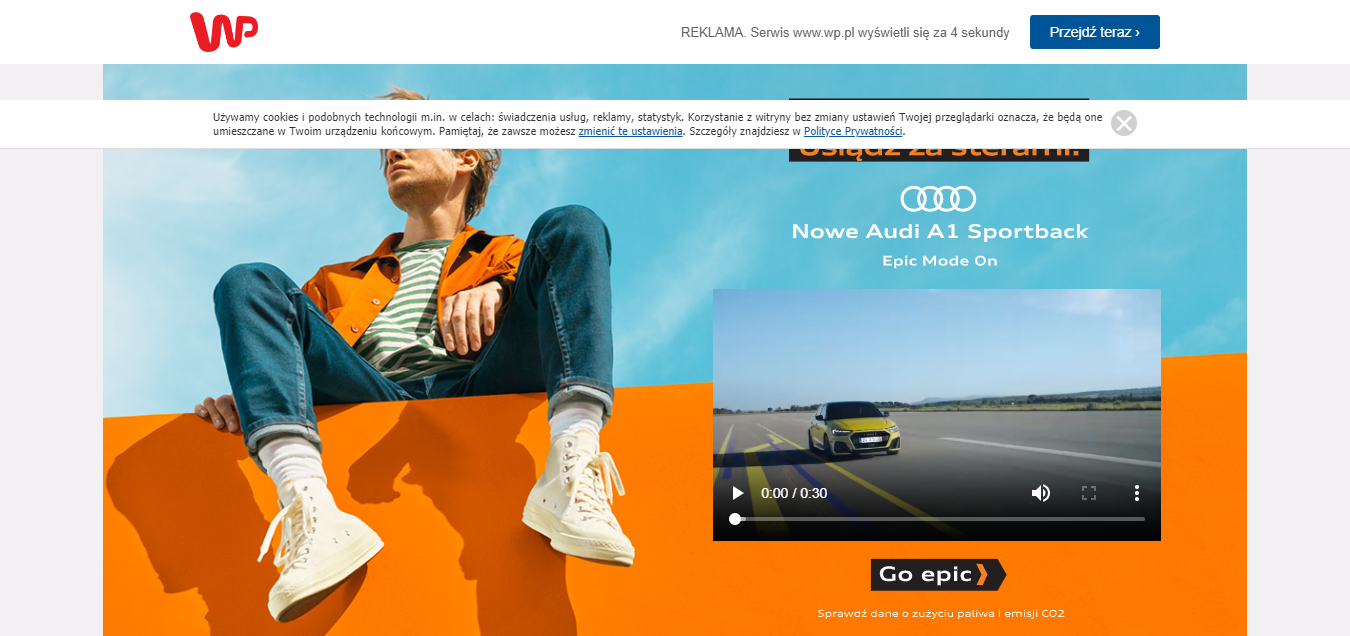 WP
REKLAMA. Serwis www.wp.pl wyświetli się za 4 sekundy
Przejdź teraz ›
Używamy cookies i podobnych technologii m.in. w celach: świadczenia usług, reklamy, statystyk. Korzystanie z witryny bez zmiany ustawień Twojej przeglądarki oznacza, że będą one
umieszczane w Twoim urządzeniu końcowym. Pamiętaj, że zawsze możesz zmienić te ustawienia. Szczegóły znajdziesz w Polityce Prywatności.
Usiądź za sterami.
Nowe Audi A1 Sportback
Epic Mode On
0:00 / 0:30
Go epic
Sprawdź dane o zużyciu paliwa i emisji CO2